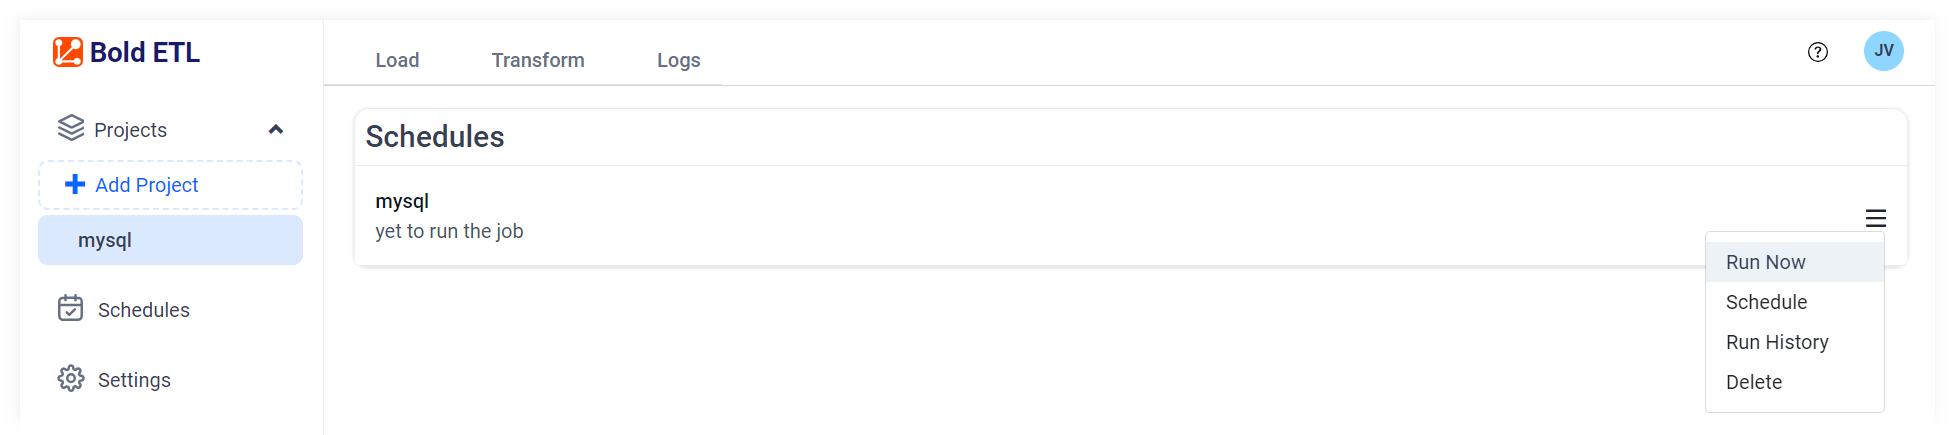 Bold ETL
Projects
Add Project
mysql
Schedules
Settings
Load
Transform
Logs
?
JV
Schedules
mysql
yet to run the job
Run Now
Schedule
Run History
Delete